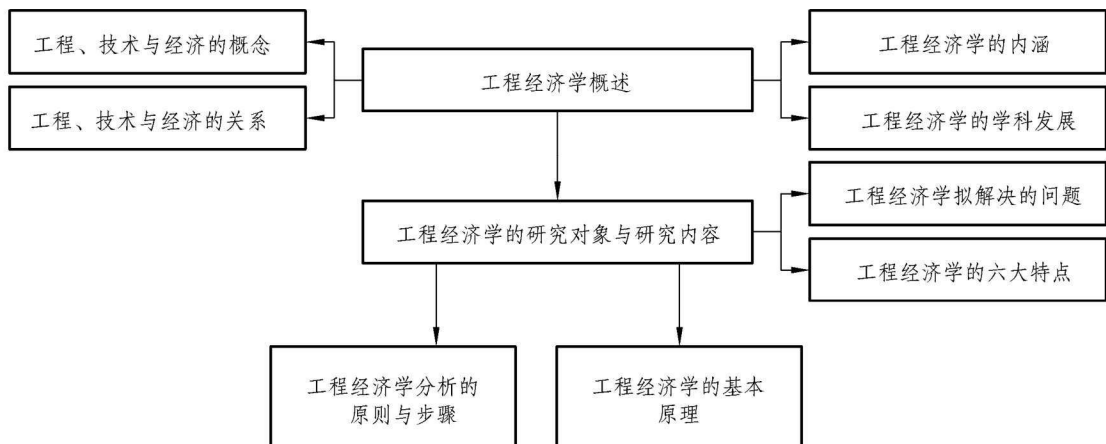 工程、技术与经济的概念
工程经济学的内涵
工程经济学概述
工程、技术与经济的关系
工程经济学的学科发展
工程经济学拟解决的问题
工程经济学的研究对象与研究内容
工程经济学的六大特点
工程经济学分析的
原则与步骤
工程经济学的基本
原理